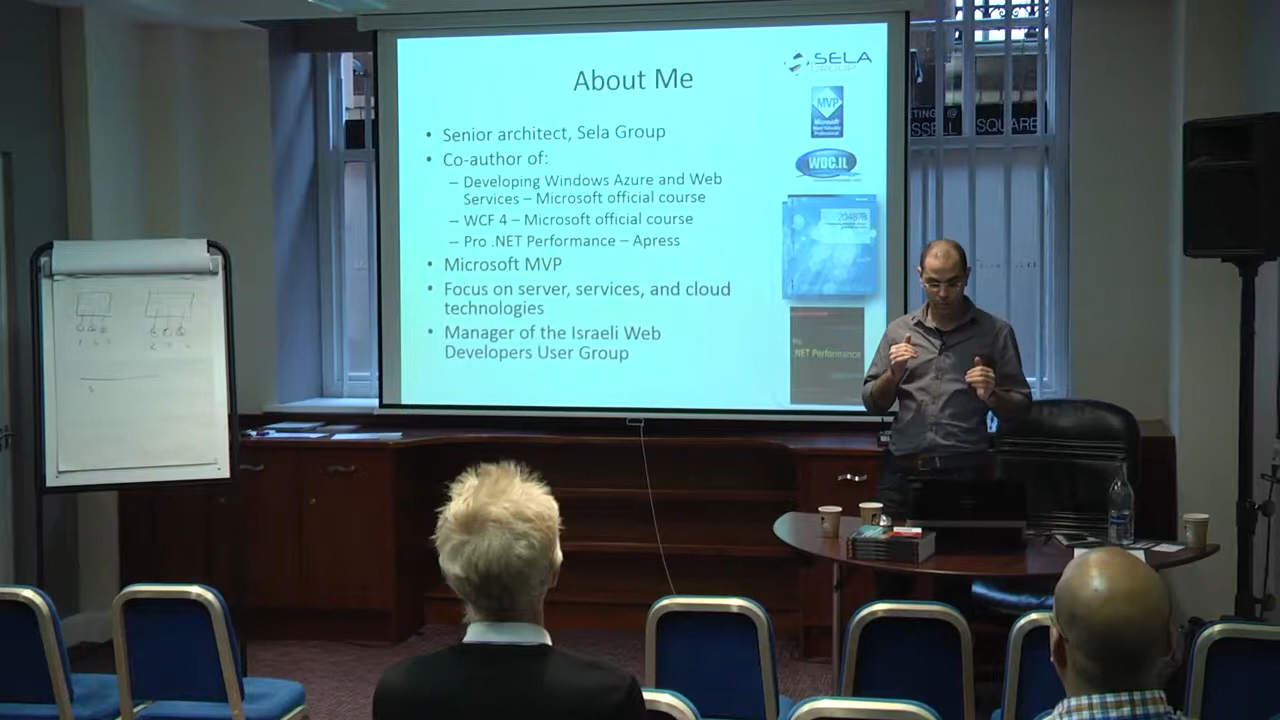 About Me
SELA
GROUP
MVP
Microsoft
WDC.IL
• Senior architect, Sela Group
• Co-author of:
– Developing Windows Azure and Web
Services – Microsoft official course
– WCF 4 – Microsoft official course
– Pro .NET Performance – Apress
• Microsoft MVP
• Focus on server, services, and cloud
technologies
• Manager of the Israeli Web
Developers User Group
20487B
.NET Performance
SQUARE